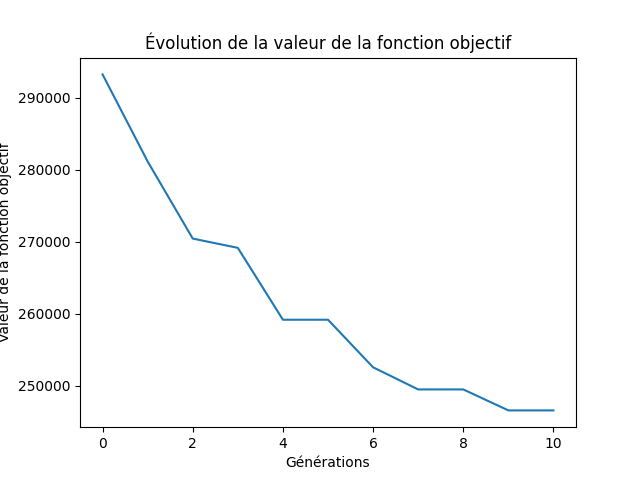 Évolution de la valeur de la fonction objectif
290000
280000
270000
260000
250000
Valeur de la fonction objectif
0 2 4 6 8 10
Générations